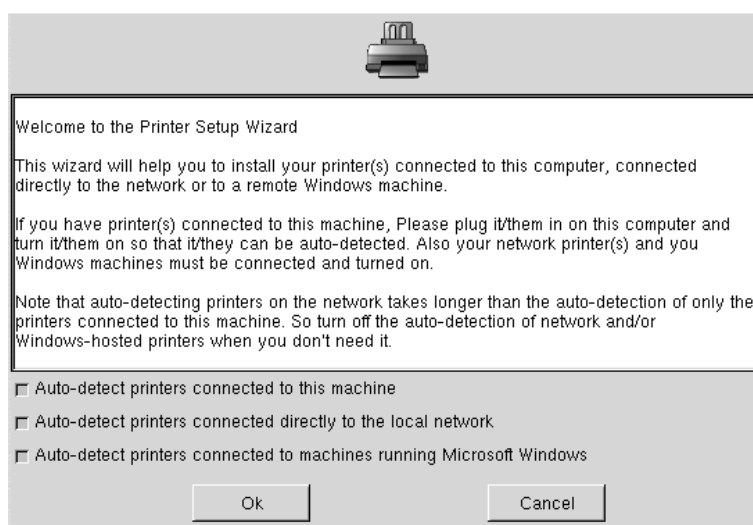 Welcome to the Printer Setup Wizard
This wizard will help you to install your printer(s) connected to this computer, connected
directly to the network or to a remote Windows machine.
If you have printer(s) connected to this machine, Please plug it/them in on this computer and
turn it/them on so that it/they can be auto-detected. Also your network printer(s) and you
Windows machines must be connected and turned on.
Note that auto-detecting printers on the network takes longer than the auto-detection of only the
printers connected to this machine. So turn off the auto-detection of network and/or
Windows-hosted printers when you don't need it.
Auto-detect printers connected to this machine
Auto-detect printers connected directly to the local network
Auto-detect printers connected to machines running Microsoft Windows
Ok
Cancel